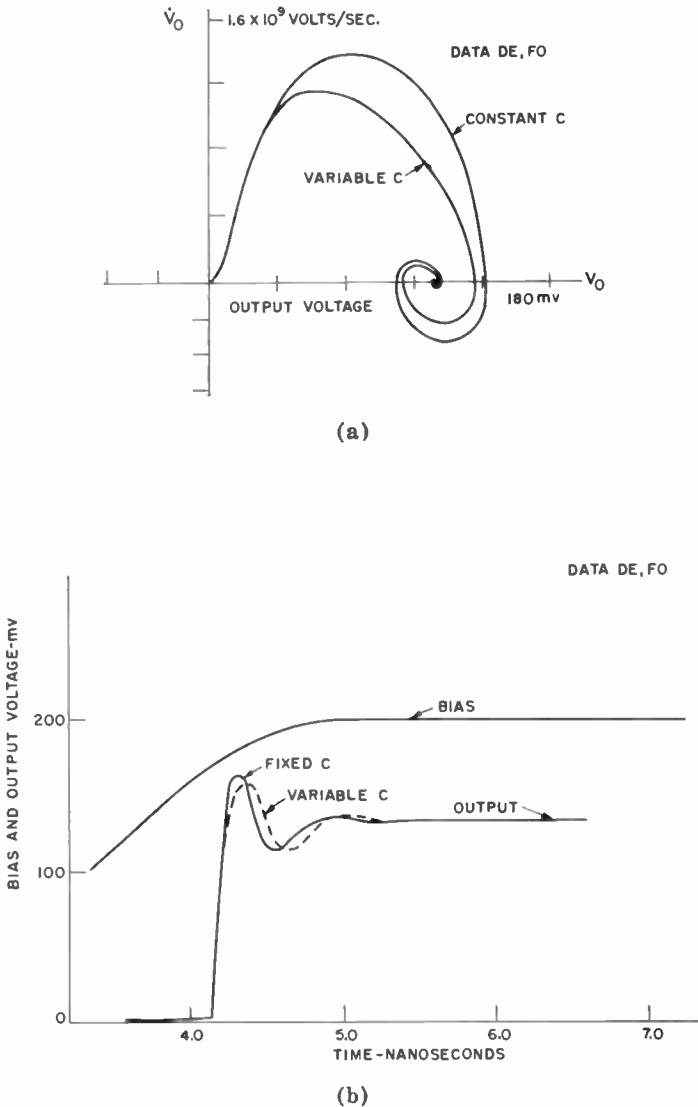 V̇O
1.6 X 10⁹ VOLTS/SEC.
DATA DE, FO
CONSTANT C
VARIABLE C
VO
OUTPUT VOLTAGE
180 mv
(a)
DATA DE, FO
BIAS AND OUTPUT VOLTAGE-mv
200
BIAS
FIXED C
VARIABLE C
OUTPUT
100
0
4.0 5.0 6.0 7.0
TIME-NANOSECONDS
(b)